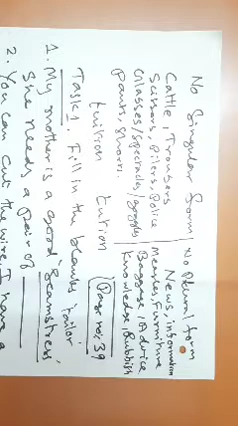 No Singular form | No plural form
Cattle, Trousers | News, information
Scissors, Pliers, Police | Measles, Furniture
Glasses/Spectacles/goggles | Baggage, Advice
Pants, Shorts. | Knowledge, Rubbish
tuition tution Page no: 39
Task 1. Fill in the blanks tailor
1. My mother is a good Seamstress,
She needs a pair of
2. You can cut the wire. I have a